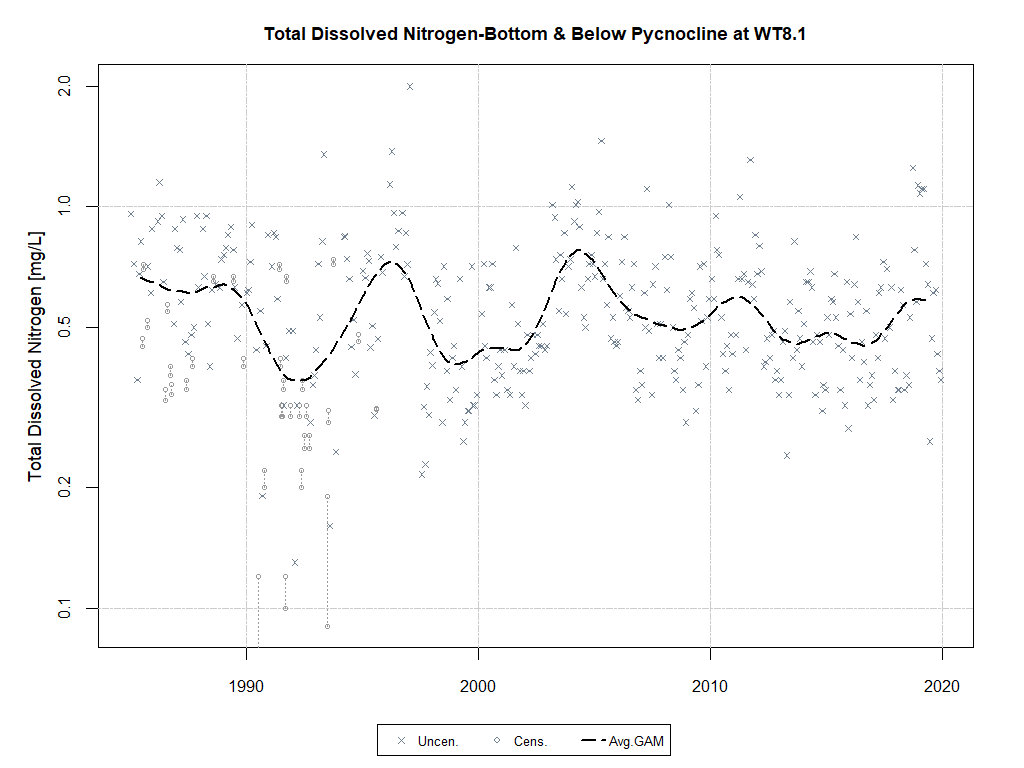 Total Dissolved Nitrogen-Bottom & Below Pycnocline at WT8.1
Total Dissolved Nitrogen [mg/L]
2.0
1.0
0.5
0.2
0.1
1990 2000 2010 2020
Uncen. Cens. Avg.GAM